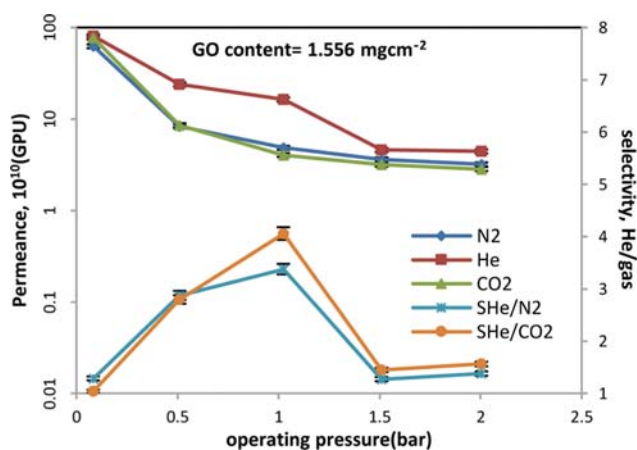 GO content= 1.556 mgcm-2
Permeance, 10^10(GPU)
100
10
1
0.1
0.01
8
7
6
5
4
3
2
1
selectivity, He/gas
N2
He
CO2
SHe/N2
SHe/CO2
0
0.5
1
1.5
2
2.5
operating pressure(bar)